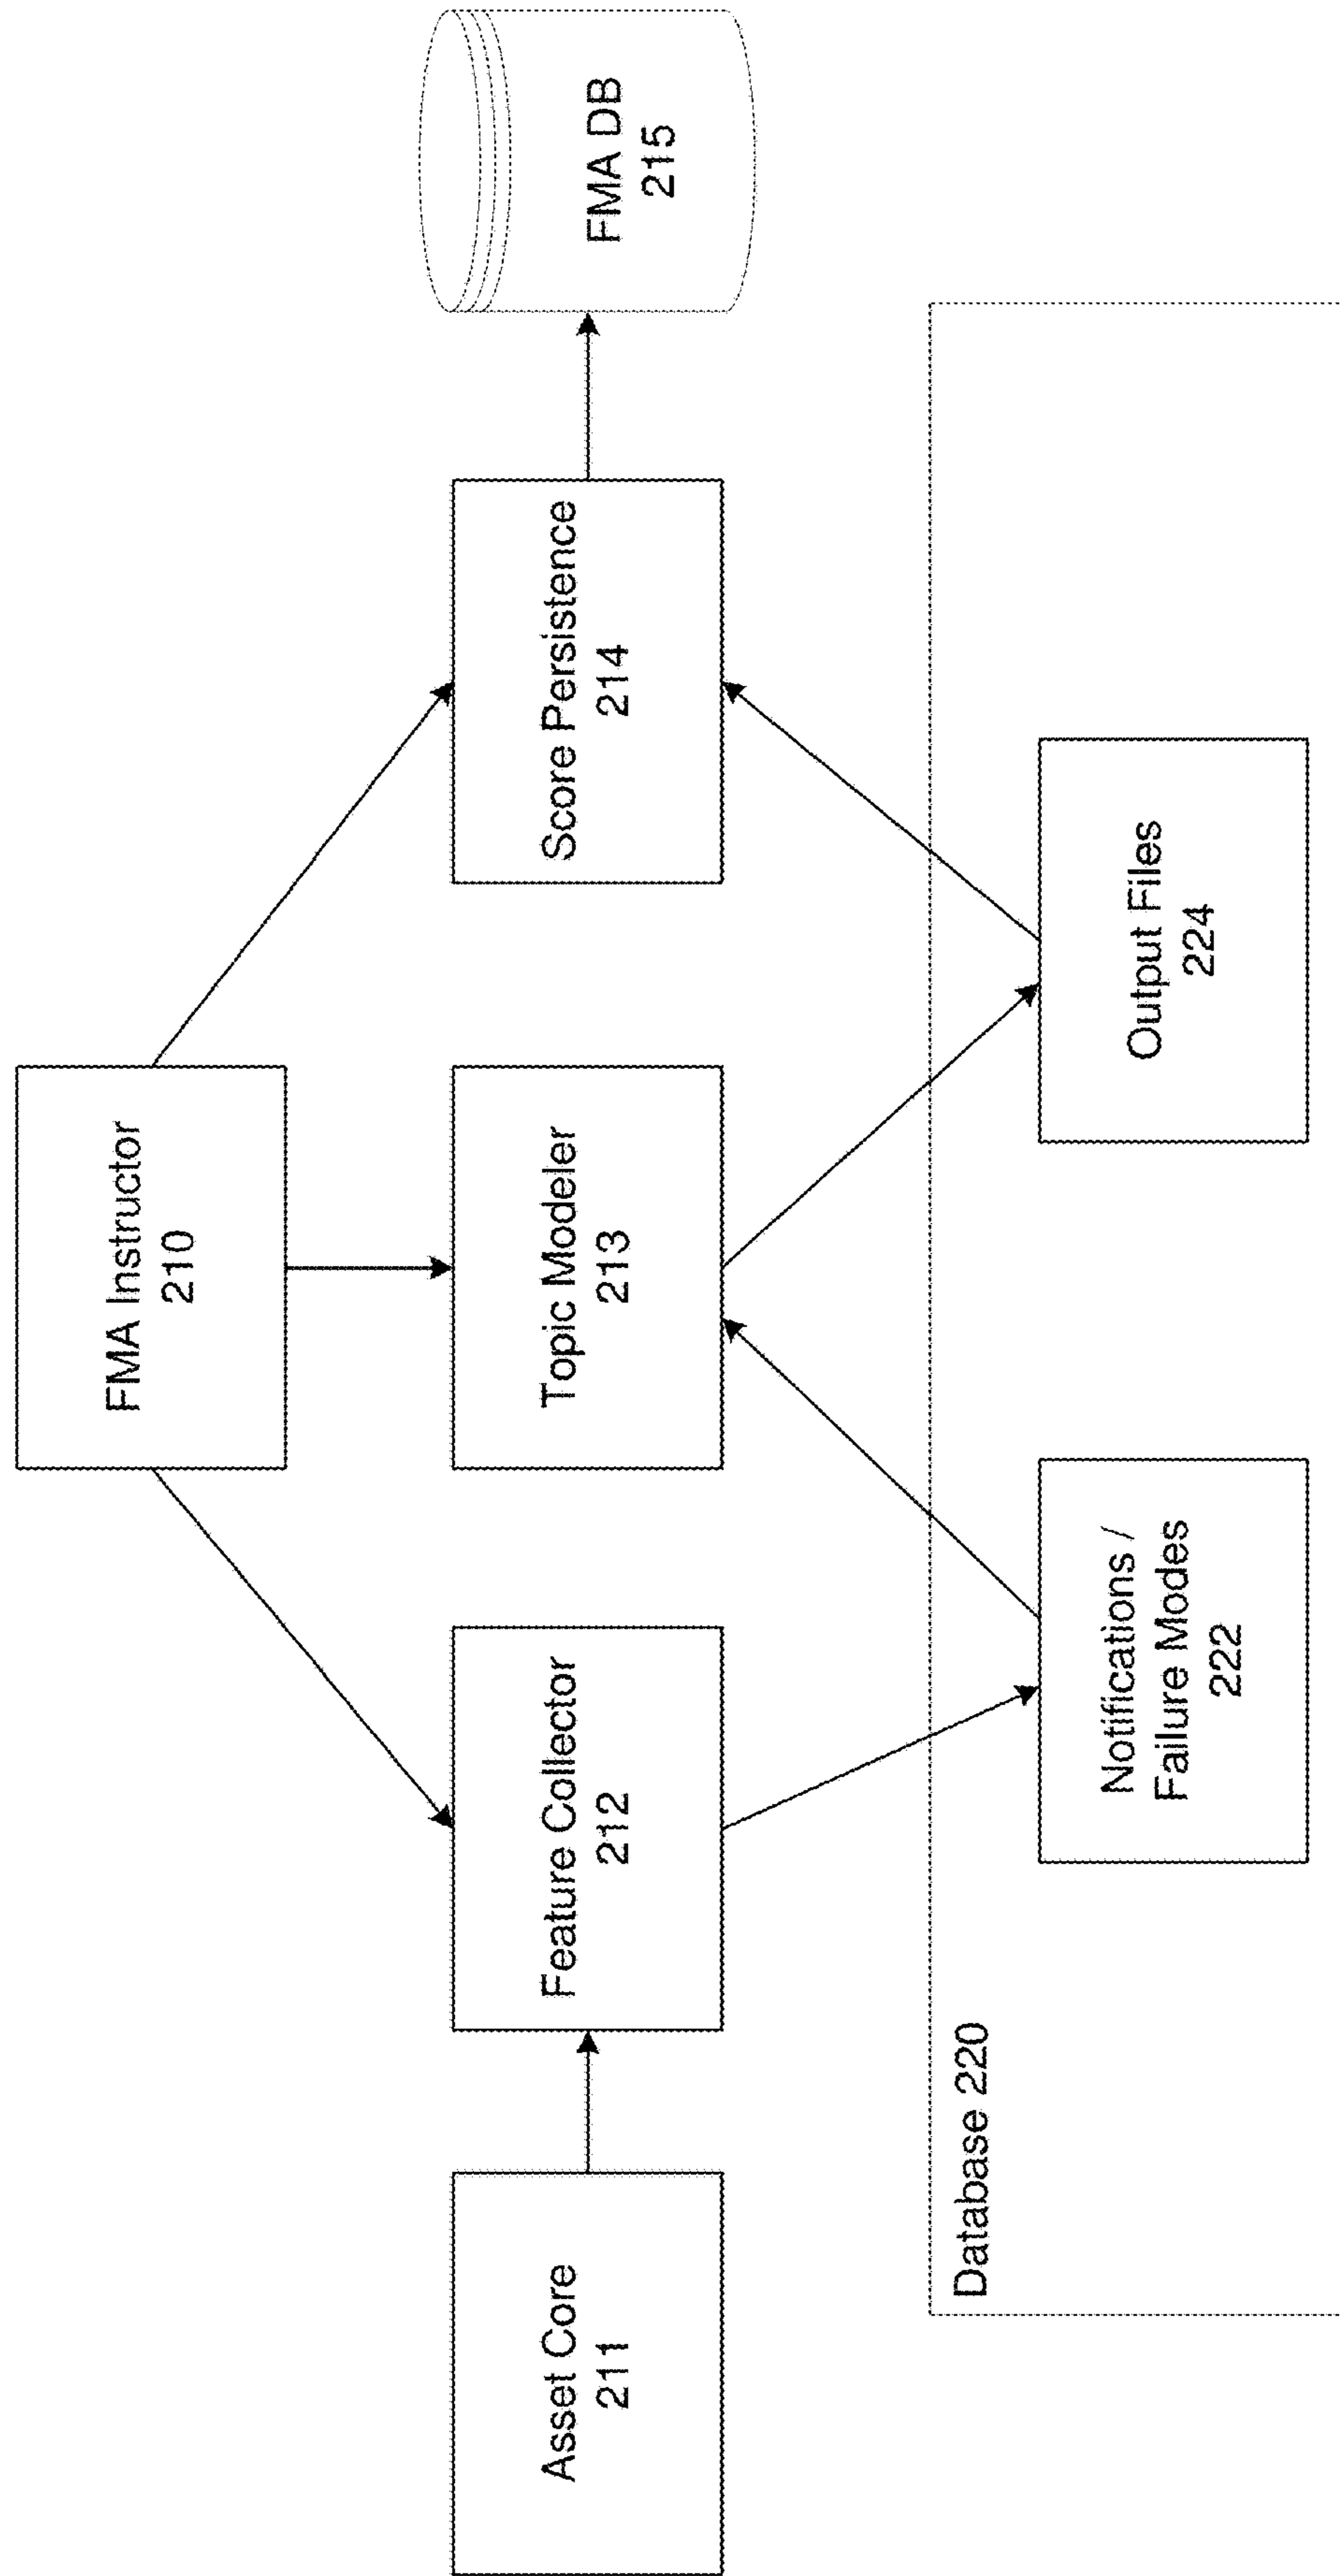 FMA Instructor
210
Asset Core
211
Feature Collector
212
Topic Modeler
213
Score Persistence
214
FMA DB
215
Database 220
Notifications /
Failure Modes
222
Output Files
224